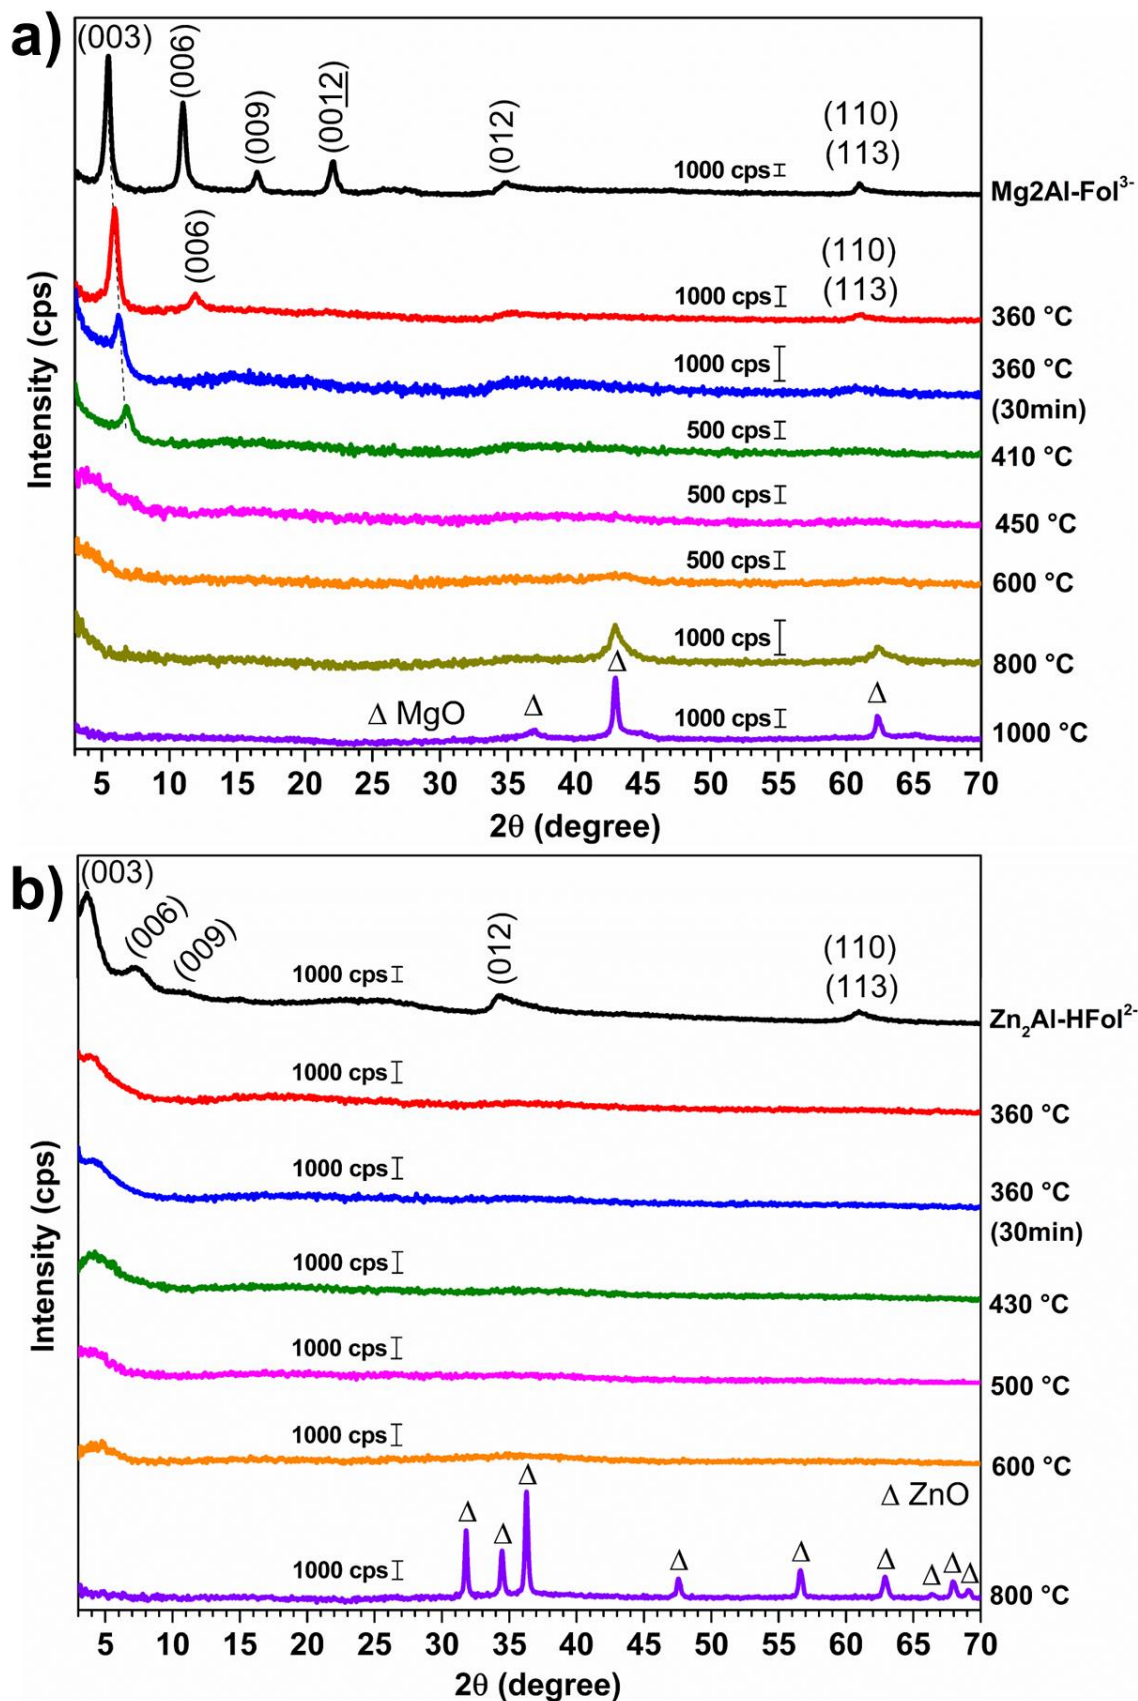 a)
(003)
(006)
(009)
(0012)
(012)
(110)
(113)
1000 cps
Mg2Al-Fol3-
(006)
(110)
(113)
1000 cps
360 °C
1000 cps
360 °C
(30min)
500 cps
410 °C
500 cps
450 °C
500 cps
600 °C
1000 cps
800 °C
Δ
Δ MgO
Δ
Δ
1000 cps
1000 °C
Intensity (cps)
5 10 15 20 25 30 35 40 45 50 55 60 65 70
2θ (degree)
b)
(003)
(006)
(009)
(012)
(110)
(113)
1000 cps
Zn2Al-HFol2-
1000 cps
360 °C
1000 cps
360 °C
(30min)
1000 cps
430 °C
1000 cps
500 °C
1000 cps
600 °C
Δ ZnO
Δ
Δ
Δ
Δ
Δ
Δ
Δ
Δ
Δ
1000 cps
800 °C
Intensity (cps)
5 10 15 20 25 30 35 40 45 50 55 60 65 70
2θ (degree)